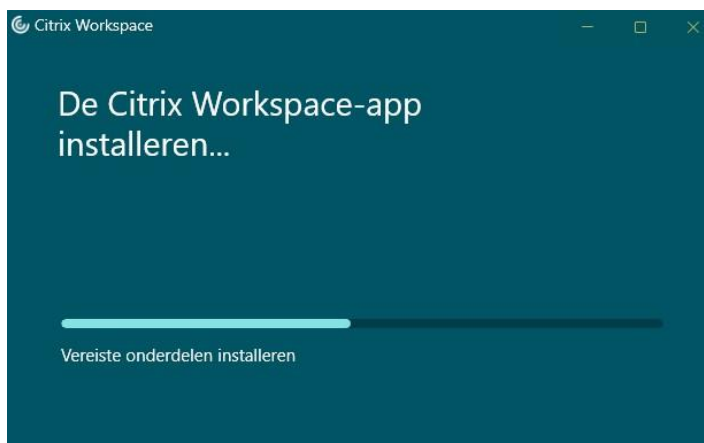 Citrix Workspace
De Citrix Workspace-app
installeren...
Vereiste onderdelen installeren